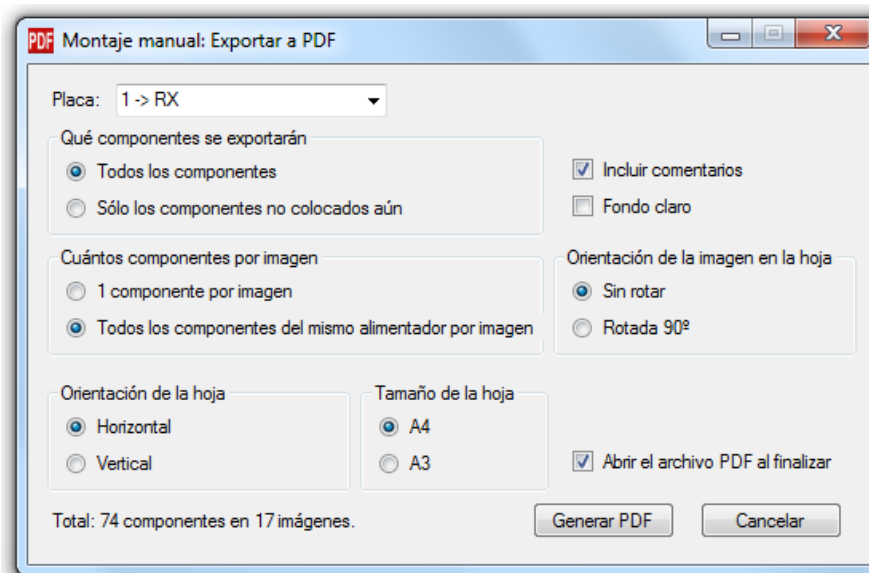 PDF Montaje manual: Exportar a PDF
Placa: 1 -> RX
Qué componentes se exportarán
Todos los componentes
Incluir comentarios
Sólo los componentes no colocados aún
Fondo claro
Cuántos componentes por imagen
Orientación de la imagen en la hoja
1 componente por imagen
Sin rotar
Todos los componentes del mismo alimentador por imagen
Rotada 90º
Orientación de la hoja
Tamaño de la hoja
Horizontal
A4
Vertical
A3
Abrir el archivo PDF al finalizar
Total: 74 componentes en 17 imágenes.
Generar PDF
Cancelar